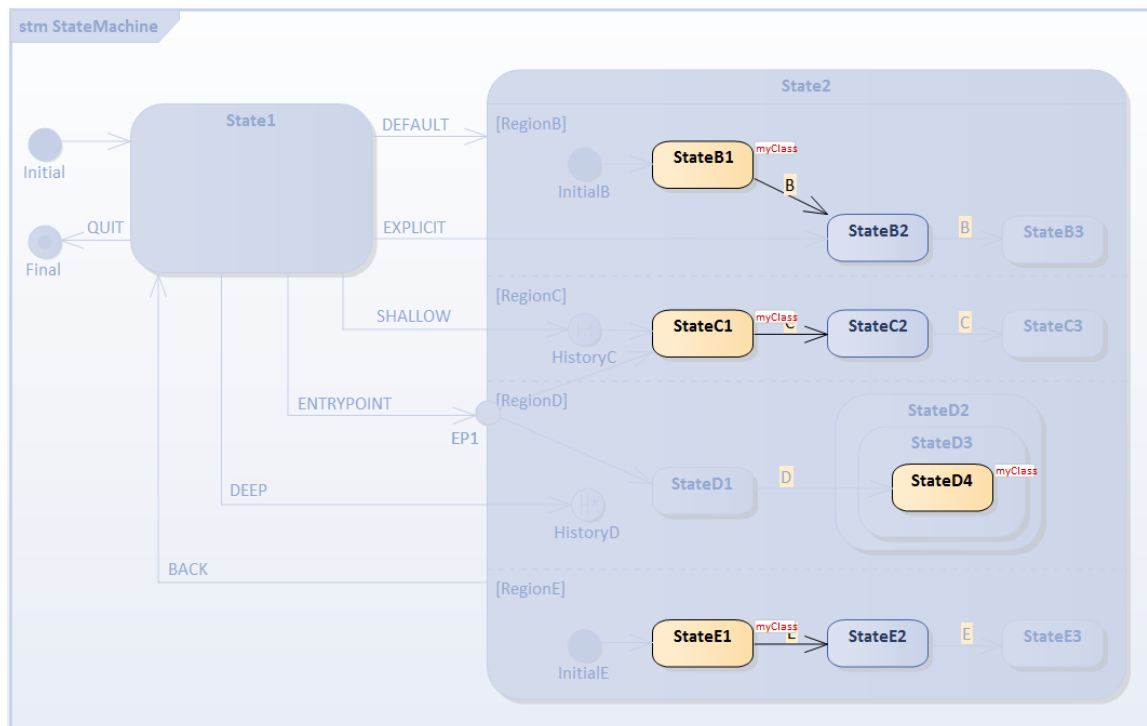 stm StateMachine
State2
State1
DEFAULT
[RegionB]
myClass
StateB1
B
Initial
InitialB
QUIT
EXPLICIT
StateB2
B
StateB3
Final
[RegionC]
SHALLOW
StateC1
myClass
C
StateC2
C
StateC3
H
HistoryC
ENTRYPOINT
[RegionD]
StateD2
EP1
StateD3
DEEP
StateD1
D
StateD4
myClass
H*
HistoryD
BACK
[RegionE]
StateE1
myClass
E
StateE2
E
StateE3
InitialE